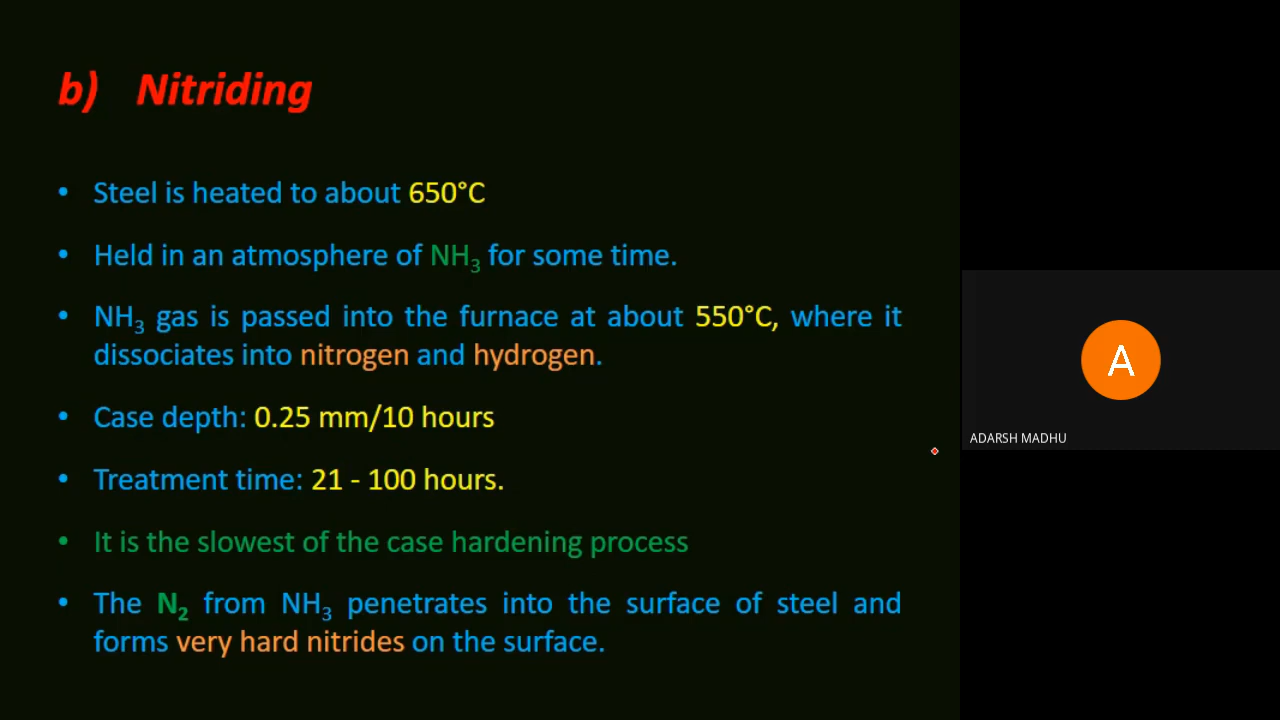 b) Nitriding
• Steel is heated to about 650°C
• Held in an atmosphere of NH₃ for some time.
• NH₃ gas is passed into the furnace at about 550°C, where it
dissociates into nitrogen and hydrogen.
• Case depth: 0.25 mm/10 hours
• Treatment time: 21 - 100 hours.
• It is the slowest of the case hardening process
• The N₂ from NH₃ penetrates into the surface of steel and
forms very hard nitrides on the surface.
A
ADARSH MADHU